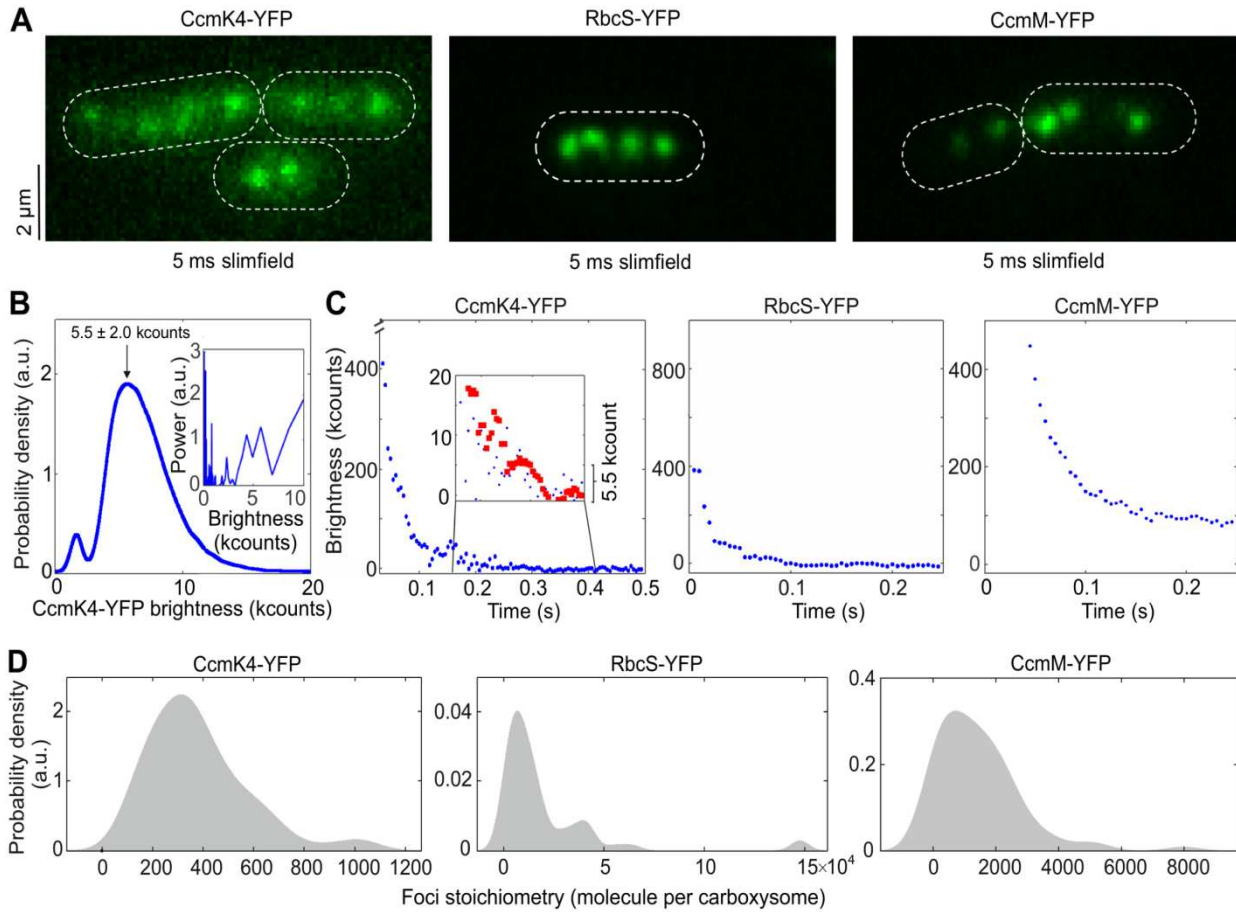 A
CcmK4-YFP
RbcS-YFP
CcmM-YFP
2 μm
5 ms slimfield
5 ms slimfield
5 ms slimfield
B
5.5 ± 2.0 kcounts
Probability density (a.u.)
2
1
0
0
10
20
CcmK4-YFP brightness (kcounts)
Power (a.u.)
3
2
1
0
0
5
10
Brightness
(kcounts)
C
CcmK4-YFP
Brightness (kcounts)
400
200
0
20
10
0
5.5 kcount
0.1 0.2 0.3 0.4 0.5
Time (s)
RbcS-YFP
800
400
0
0 0.1 0.2
Time (s)
CcmM-YFP
400
200
0
0 0.1 0.2
Time (s)
D
CcmK4-YFP
Probability density
(a.u.)
2
1
0
0 200 400 600 800 1000 1200
RbcS-YFP
0.04
0.02
0
0 5 10 15×10⁴
CcmM-YFP
0.4
0.2
0
0 2000 4000 6000 8000
Foci stoichiometry (molecule per carboxysome)